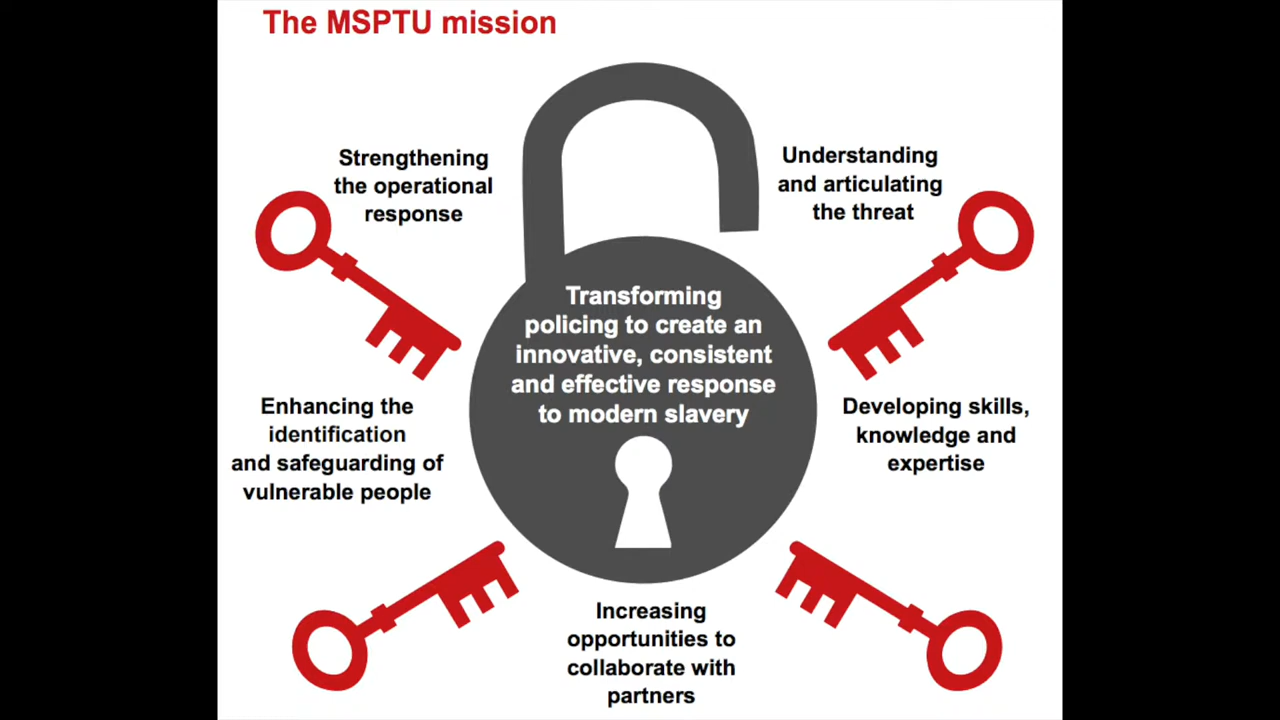 The MSPTU mission
Strengthening
the operational
response
Understanding
and articulating
the threat
Transforming
policing to create an
innovative, consistent
and effective response
to modern slavery
Enhancing the
identification
and safeguarding of
vulnerable people
Developing skills,
knowledge and
expertise
Increasing
opportunities to
collaborate with
partners